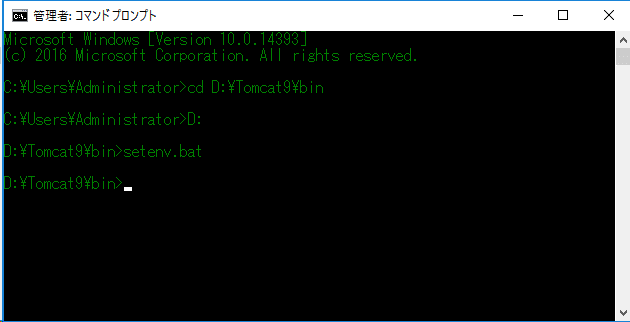 管理者: コマンドプロンプト
Microsoft Windows [Version 10.0.14393]
(c) 2016 Microsoft Corporation. All rights reserved.
C:¥Users¥Administrator>cd D:¥Tomcat9¥bin
C:¥Users¥Administrator>D:
D:¥Tomcat9¥bin>setenv.bat
D:¥Tomcat9¥bin>